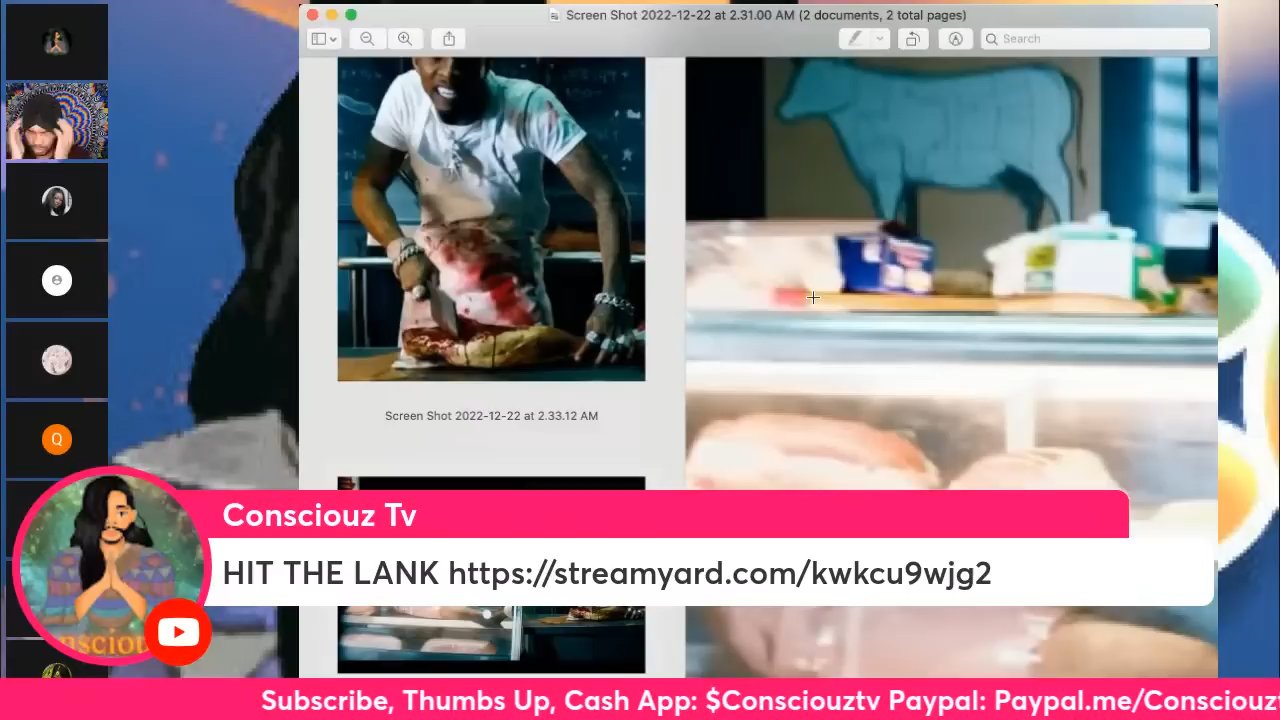 Screen Shot 2022-12-22 at 2.31.00 AM (2 documents, 2 total pages)
Search
Screen Shot 2022-12-22 at 2.33.12 AM
Q
Consciouz Tv
HIT THE LANK https://streamyard.com/kwkcu9wjg2
nsciou
Subscribe, Thumbs Up, Cash App: $Consciouztv Paypal: Paypal.me/Consciouz